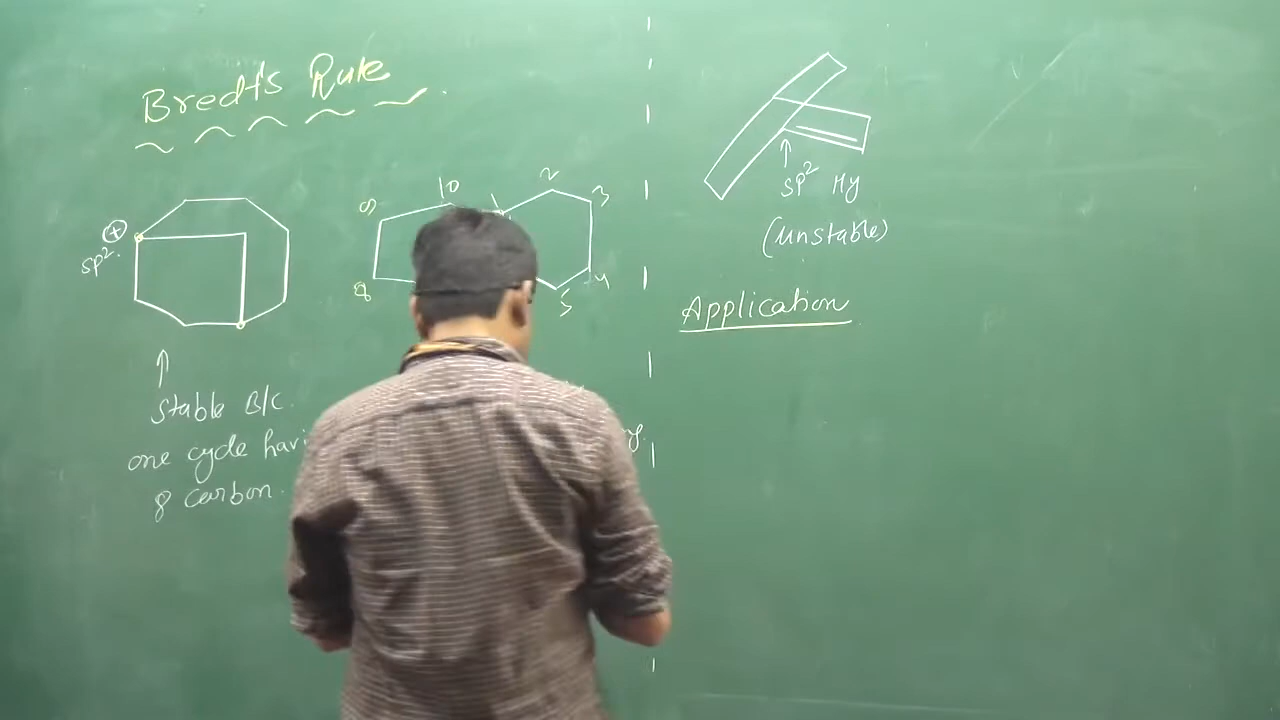 Bredt's Rule
⊕
sp².
9
10
1
2
3
4
5
8
↑
Stable B/C.
one cycle
8 carbon.
↑
sp² Hy
(unstable)
Application